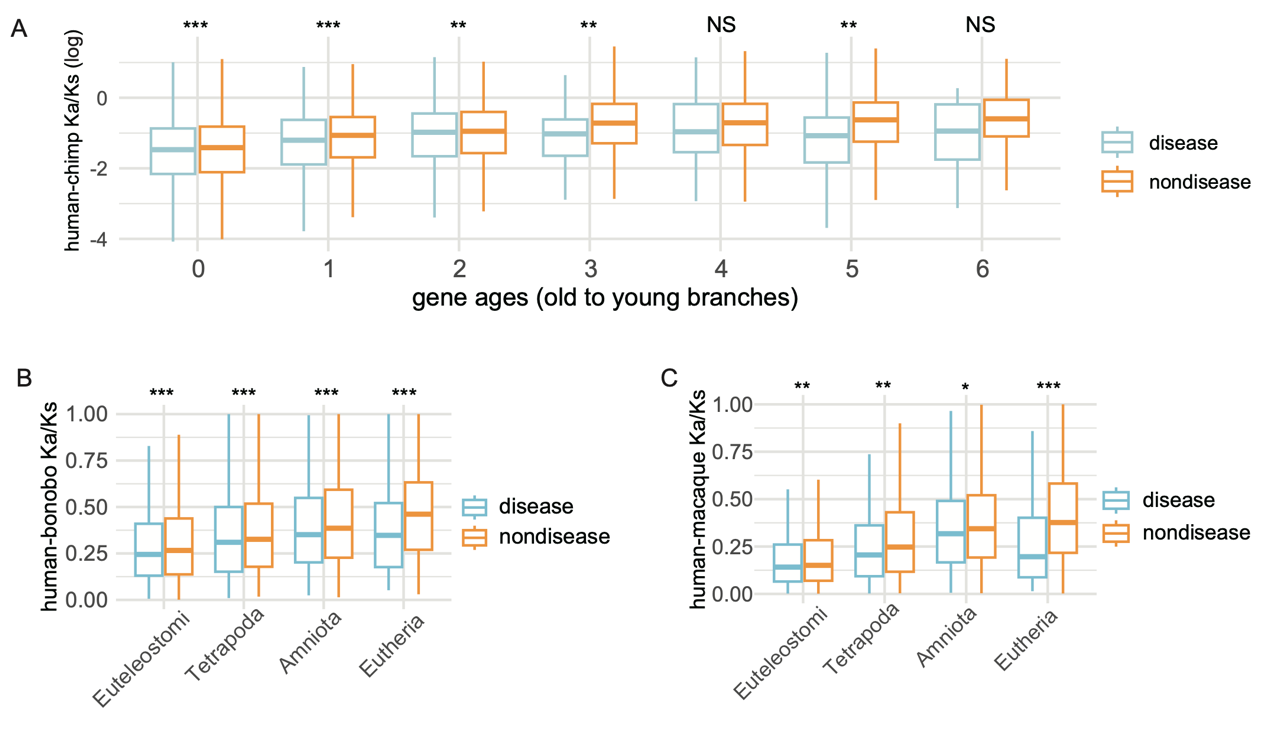 A
*** *** ** ** NS ** NS
human-chimp Ka/Ks (log)
0
-2
-4
0 1 2 3 4 5 6
gene ages (old to young branches)
disease
nondisease
B
*** *** *** ***
human-bonobo Ka/Ks
1.00
0.75
0.50
0.25
0.00
Euteleostomi
Tetrapoda
Amniota
Eutheria
disease
nondisease
C
** ** * ***
human-macaque Ka/Ks
1.00
0.75
0.50
0.25
0.00
Euteleostomi
Tetrapoda
Amniota
Eutheria
disease
nondisease